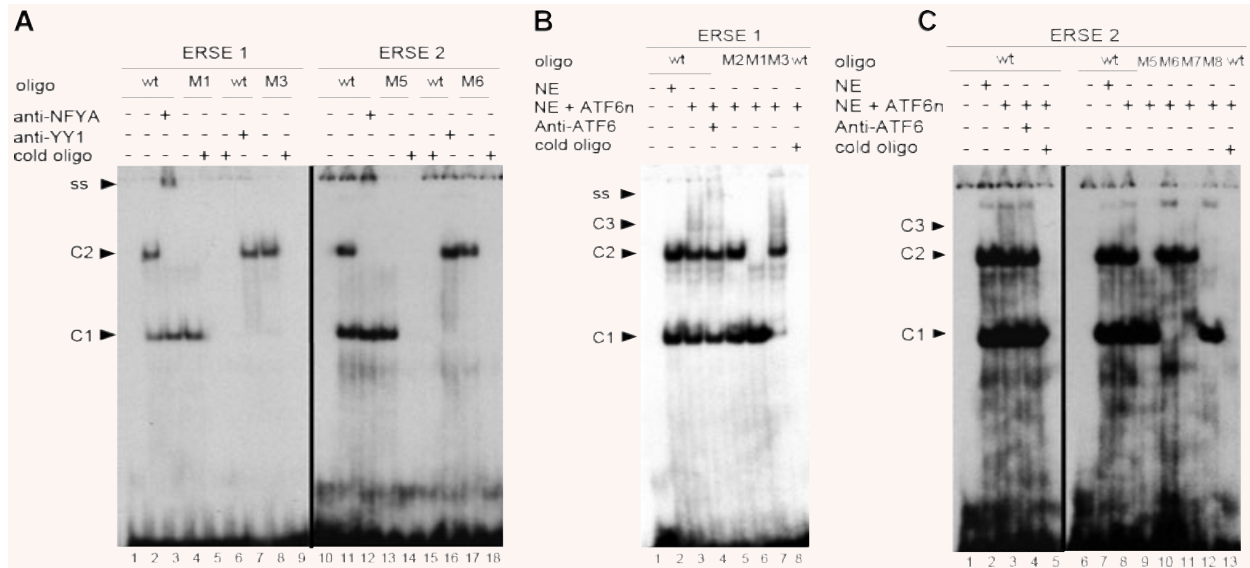 A
ERSE 1 ERSE 2
oligo wt M1 wt M3 wt M5 wt M6
anti-NFYA - - + - - - - - - - - + - - - - - -
anti-YY1 - - - - - - + - - - - - - - - + - -
cold oligo - - - - + + - - + - - - - + + - - +
ss
C2
C1
1 2 3 4 5 6 7 8 9 10 11 12 13 14 15 16 17 18
B
ERSE 1
oligo wt M2 M1 M3 wt
NE - + - - - - - -
NE + ATF6n - - + + + + + +
Anti-ATF6 - - - + - - - -
cold oligo - - - - - - - +
ss
C3
C2
C1
1 2 3 4 5 6 7 8
C
ERSE 2
oligo wt wt M5 M6 M7 M8 wt
NE - + - - - - + - - - - - -
NE + ATF6n - - + + + - - + + + + + +
Anti-ATF6 - - - + - - - - - - - - -
cold oligo - - - - + - - - - - - - +
C3
C2
C1
1 2 3 4 5 6 7 8 9 10 11 12 13